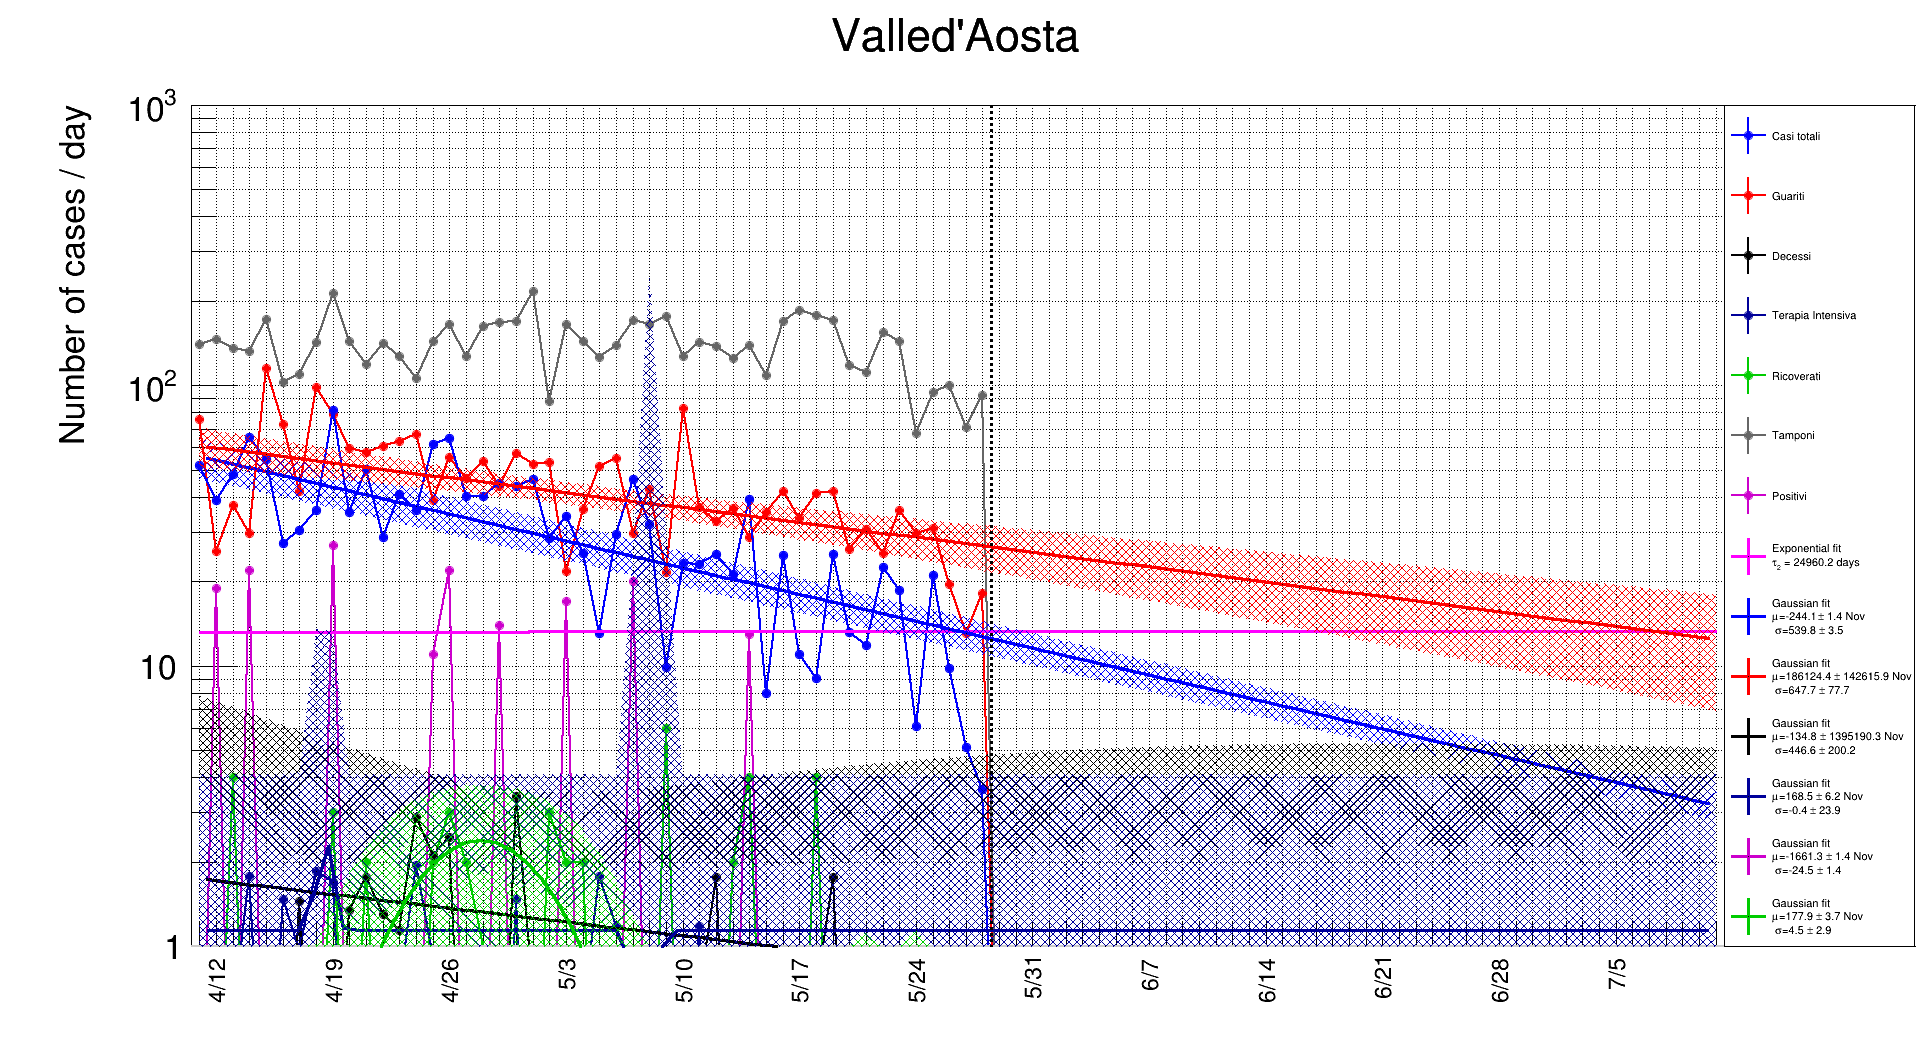 Valled'Aosta
Number of cases / day
10³
10²
10
1
4/12
4/19
4/26
5/3
5/10
5/17
5/24
5/31
6/7
6/14
6/21
6/28
7/5
Casi totali
Guariti
Decessi
Terapia Intensiva
Ricoverati
Tamponi
Positivi
Exponential fit
τ₂ = 24960.2 days
Gaussian fit
μ=-244.1 ± 1.4 Nov
σ=539.8 ± 3.5
Gaussian fit
μ=186124.4 ± 142615.9 Nov
σ=647.7 ± 77.7
Gaussian fit
μ=-134.8 ± 1395190.3 Nov
σ=446.6 ± 200.2
Gaussian fit
μ=168.5 ± 6.2 Nov
σ=-0.4 ± 23.9
Gaussian fit
μ=-1661.3 ± 1.4 Nov
σ=-24.5 ± 1.4
Gaussian fit
μ=177.9 ± 3.7 Nov
σ=4.5 ± 2.9